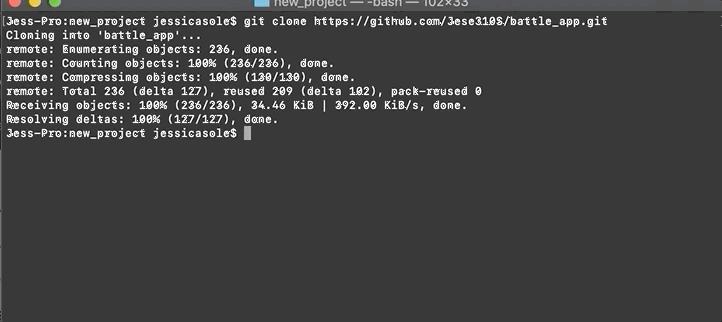 new_project — -bash — 102×33
[Jess-Pro:new_project jessicasole$ git clone https://github.com/Jese3108/battle_app.git
Cloning into 'battle_app'...
remote: Enumerating objects: 236, done.
remote: Counting objects: 100% (236/236), done.
remote: Compressing objects: 100% (130/130), done.
remote: Total 236 (delta 127), reused 209 (delta 102), pack-reused 0
Receiving objects: 100% (236/236), 34.46 KiB | 392.00 KiB/s, done.
Resolving deltas: 100% (127/127), done.
Jess-Pro:new_project jessicasole$